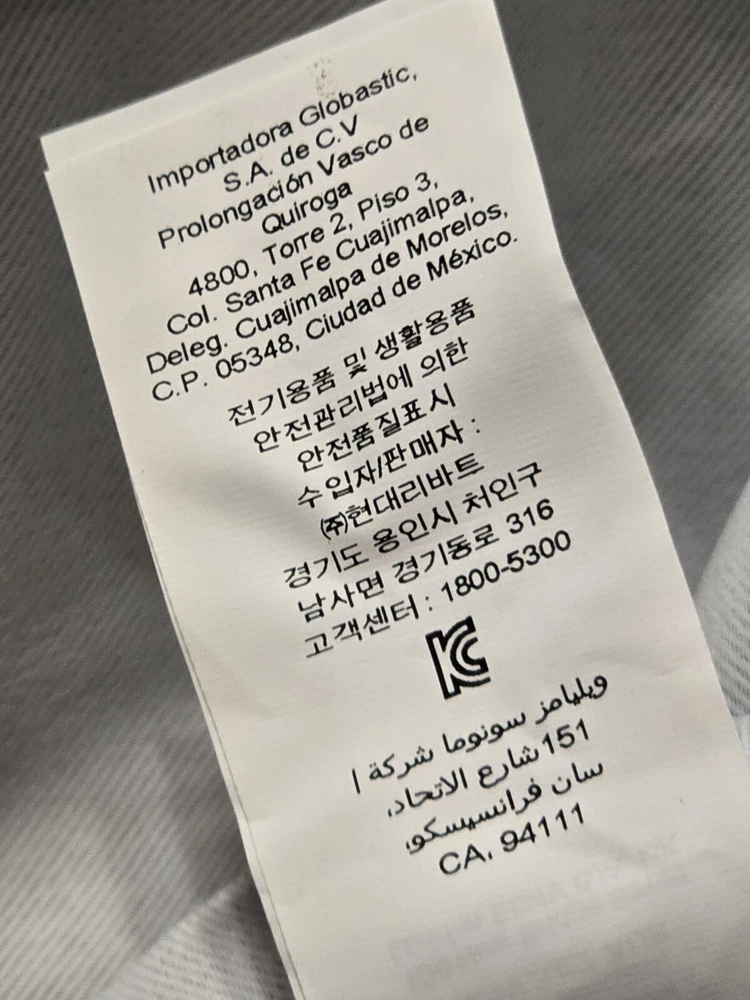 Importadora Globastic,
S.A. de C.V
Prolongación Vasco de
Quiroga
4800, Torre 2, Piso 3,
Col. Santa Fe Cuajimalpa,
Deleg. Cuajimalpa de Morelos,
C.P. 05348, Ciudad de México.
전기용품 및 생활용품
안전관리법에 의한
안전품질표시
수입자/판매자 :
㈜현대리바트
경기도 용인시 처인구
남사면 경기동로 316
고객센터 : 1800-5300
KC
ويليامز سونوما شركة |
151 شارع الاتحاد،
سان فرانسيسكو،
CA. 94111